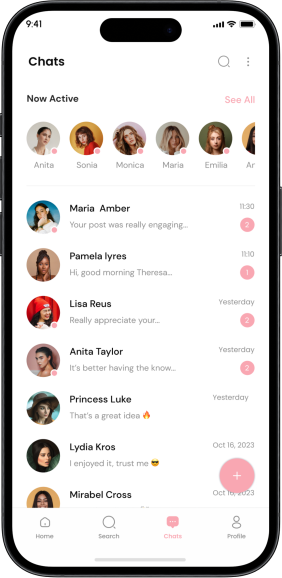 9:41
Chats
Now Active
See All
Anita
Sonia
Monica
Maria
Emilia
Ar
Maria Amber
11:30
Your post was really engaging...
2
Pamela Iyres
11:10
Hi, good morning Theresa...
1
Lisa Reus
Yesterday
Really appreciate your...
2
Anita Taylor
Yesterday
It's better having the know...
2
Princess Luke
Yesterday
That's a great idea 🔥
Lydia Kros
Oct 16, 2023
I enjoyed it, trust me 😎
Mirabel Cross
Oct 16, 2023
Home
Search
Chats
Profile